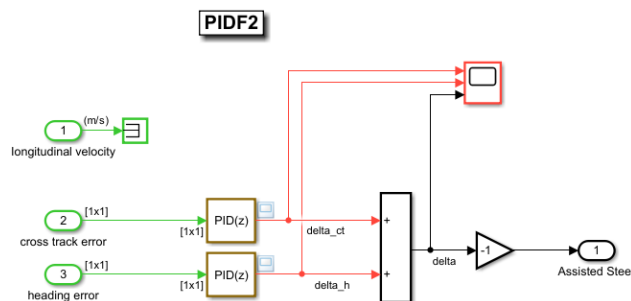 PIDF2
1
(m/s)
longitudinal velocity
2
[1x1]
[1x1]
PID(z)
cross track error
delta_ct
+
3
[1x1]
[1x1]
PID(z)
heading error
delta_h
+
delta
-1
1
Assisted Stee